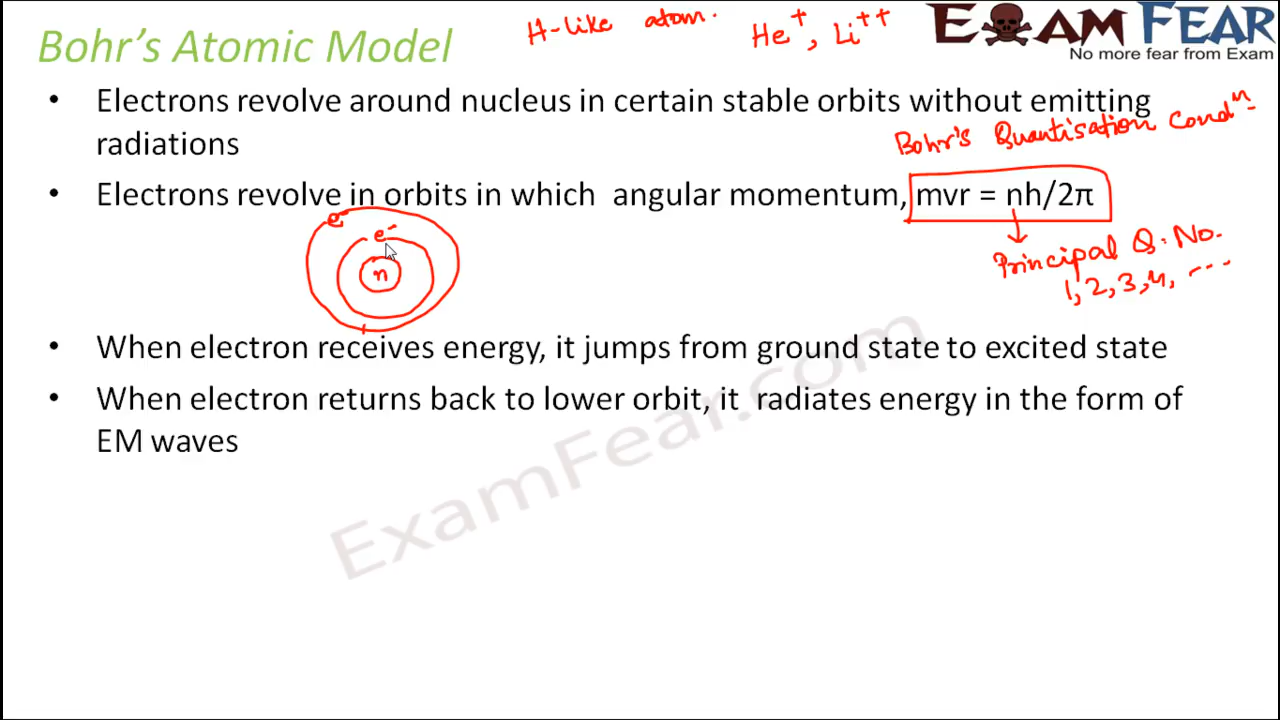 H-like atom. He⁺, Li⁺⁺
EXAM FEAR
No more fear from Exam
Bohr's Atomic Model
• Electrons revolve around nucleus in certain stable orbits without emitting
radiations
Bohr's Quantisation Condⁿ
• Electrons revolve in orbits in which angular momentum, mvr = nh/2π
Principal Q. No.
1, 2, 3, 4, ...
e⁻
e⁻
n
• When electron receives energy, it jumps from ground state to excited state
• When electron returns back to lower orbit, it radiates energy in the form of
EM waves
ExamFear.com